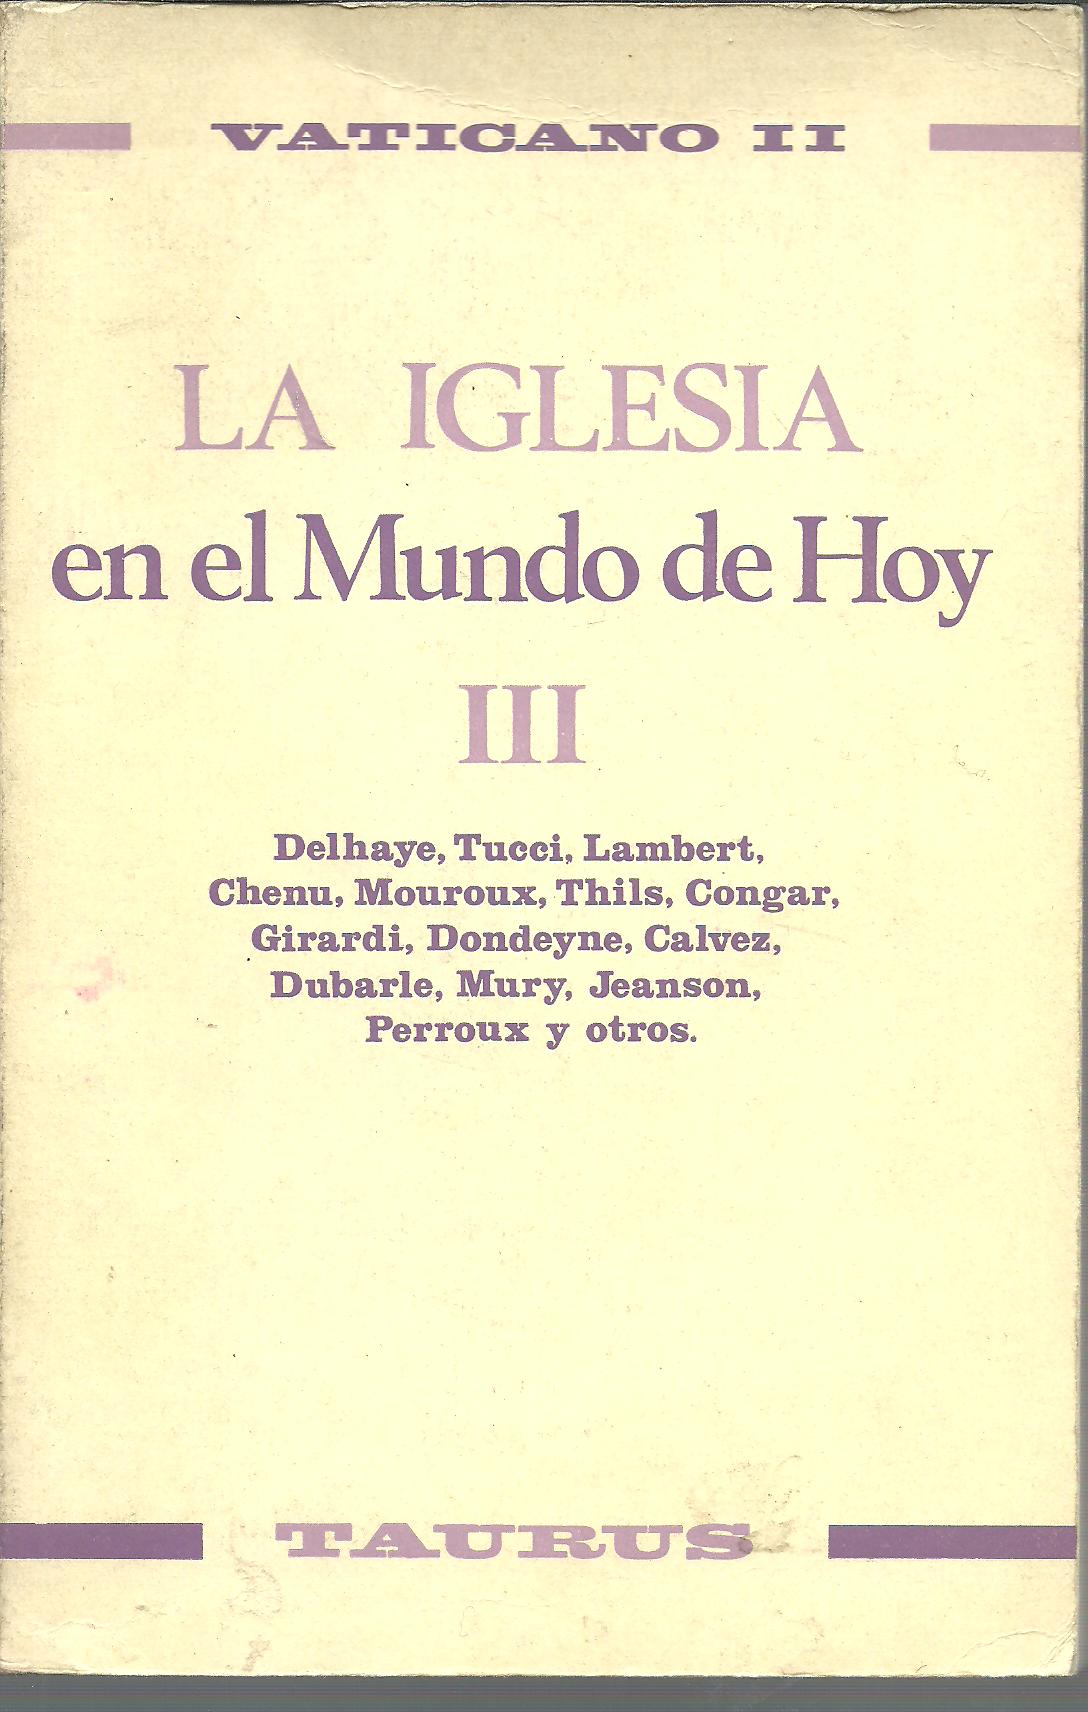 VATICANO II
LA IGLESIA
en el Mundo de Hoy
III
Delhaye, Tucci, Lambert,
Chenu, Mouroux, Thils, Congar,
Girardi, Dondeyne, Calvez,
Dubarle, Mury, Jeanson,
Perroux y otros.
TAURUS